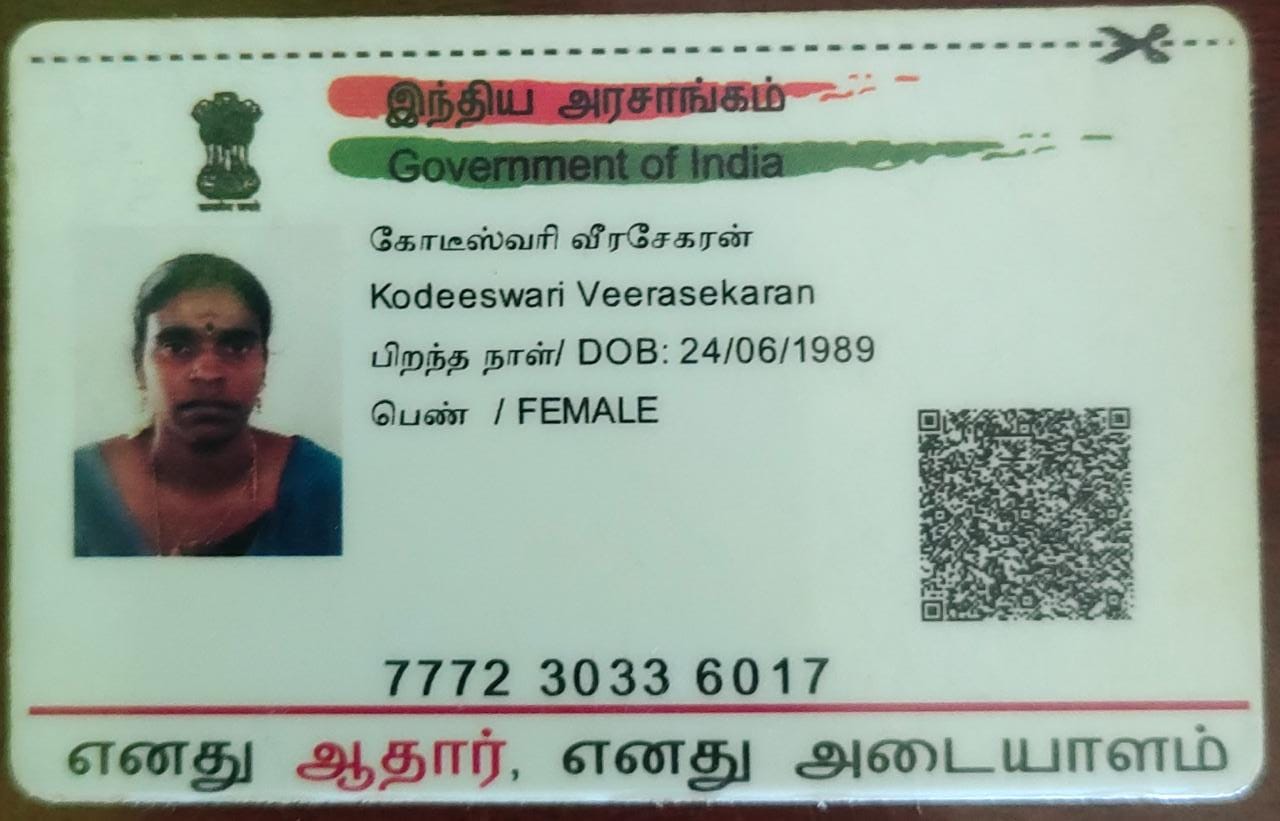 இந்திய அரசாங்கம்
Government of India
கோடீஸ்வரி வீரசேகரன்
Kodeeswari Veerasekaran
பிறந்த நாள்/ DOB: 24/06/1989
பெண் / FEMALE
7772 3033 6017
எனது ஆதார், எனது அடையாளம்